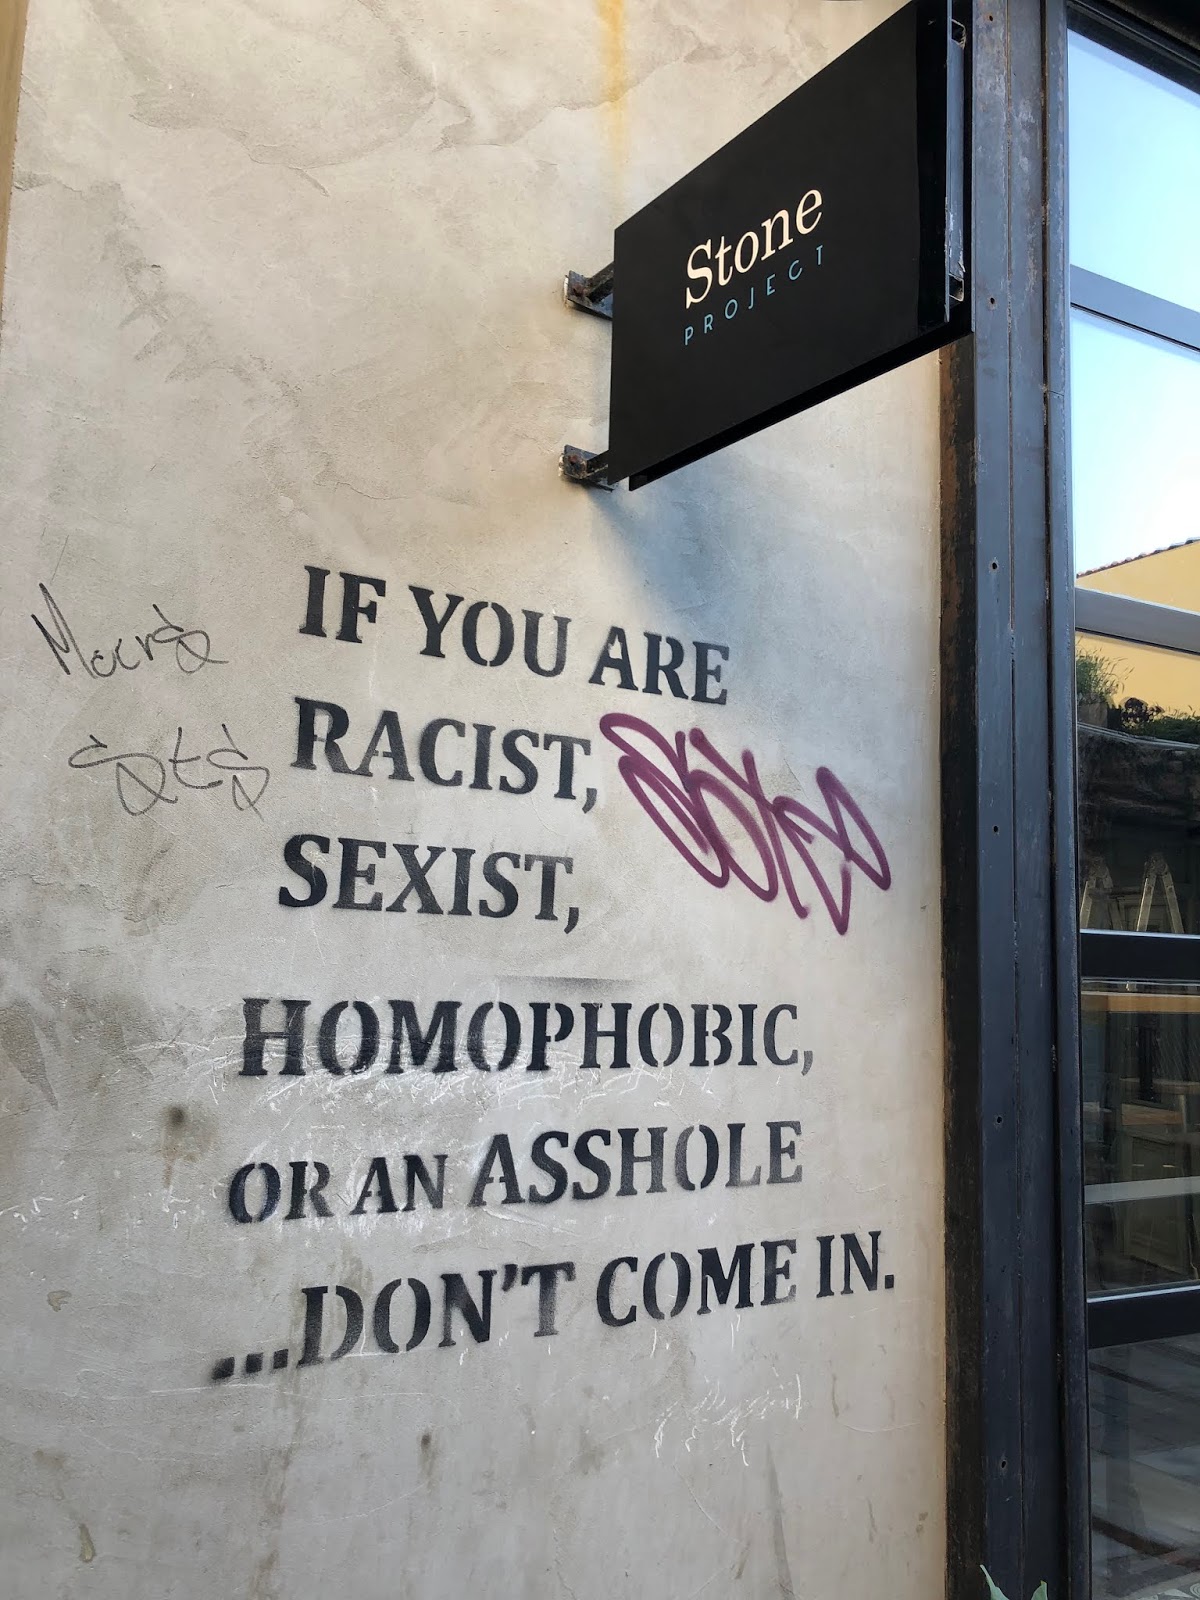 Stone
PROJECT
IF YOU ARE
RACIST,
SEXIST,
HOMOPHOBIC,
OR AN ASSHOLE
...DON'T COME IN.